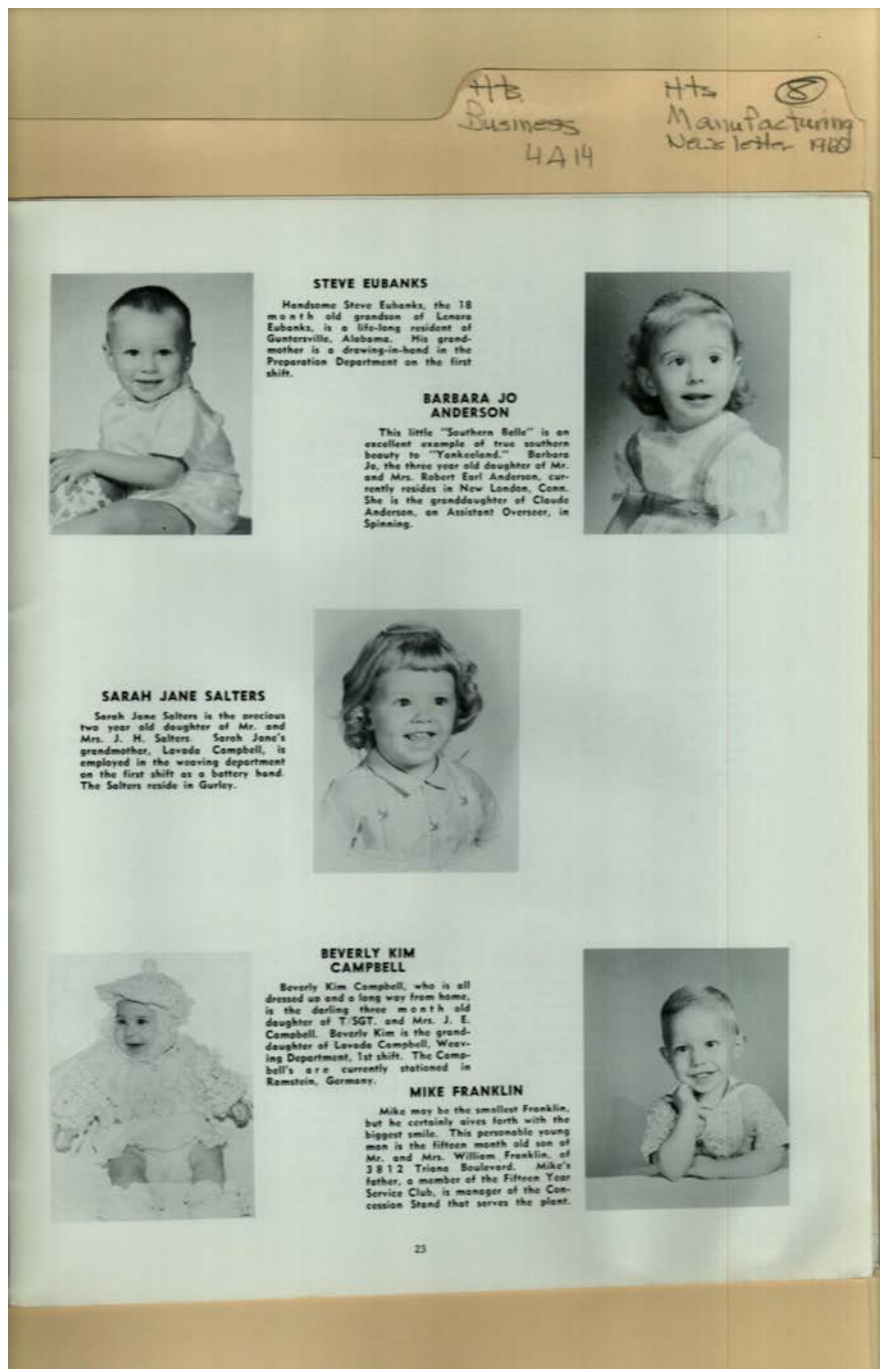 Hts.
Business
4A14
Hts 8
Manufacturing
Newsletter 1960
STEVE EUBANKS
Handsome Steve Eubanks, the 18
month old grandson of Lenora
Eubanks, is a life-long resident of
Guntersville, Alabama. His grand-
mother is a drawing-in-hand in the
Preparation Department on the first
shift.
BARBARA JO
ANDERSON
This little "Southern Belle" is an
excellent example of true southern
beauty to "Yankeeland." Barbara
Jo, the three year old daughter of Mr.
and Mrs. Robert Earl Anderson, cur-
rently resides in New London, Conn.
She is the granddaughter of Claude
Anderson, an Assistant Overseer, in
Spinning.
SARAH JANE SALTERS
Sarah Jane Salters is the precious
two year old daughter of Mr. and
Mrs. J. H. Salters. Sarah Jane's
grandmother, Lavada Campbell, is
employed in the weaving department
on the first shift as a battery hand.
The Salters reside in Gurley.
BEVERLY KIM
CAMPBELL
Beverly Kim Campbell, who is all
dressed up and a long way from home,
is the darling three month old
daughter of T/SGT. and Mrs. J. E.
Campbell. Beverly Kim is the grand-
daughter of Lavada Campbell, Weav-
ing Department, 1st shift. The Camp-
bell's are currently stationed in
Ramstein, Germany.
MIKE FRANKLIN
Mike may be the smallest Franklin,
but he certainly gives forth with the
biggest smile. This personable young
man is the fifteen month old son of
Mr. and Mrs. William Franklin, of
3812 Triana Boulevard. Mike's
father, a member of the Fifteen Year
Service Club, is manager of the Con-
cession Stand that serves the plant.
25